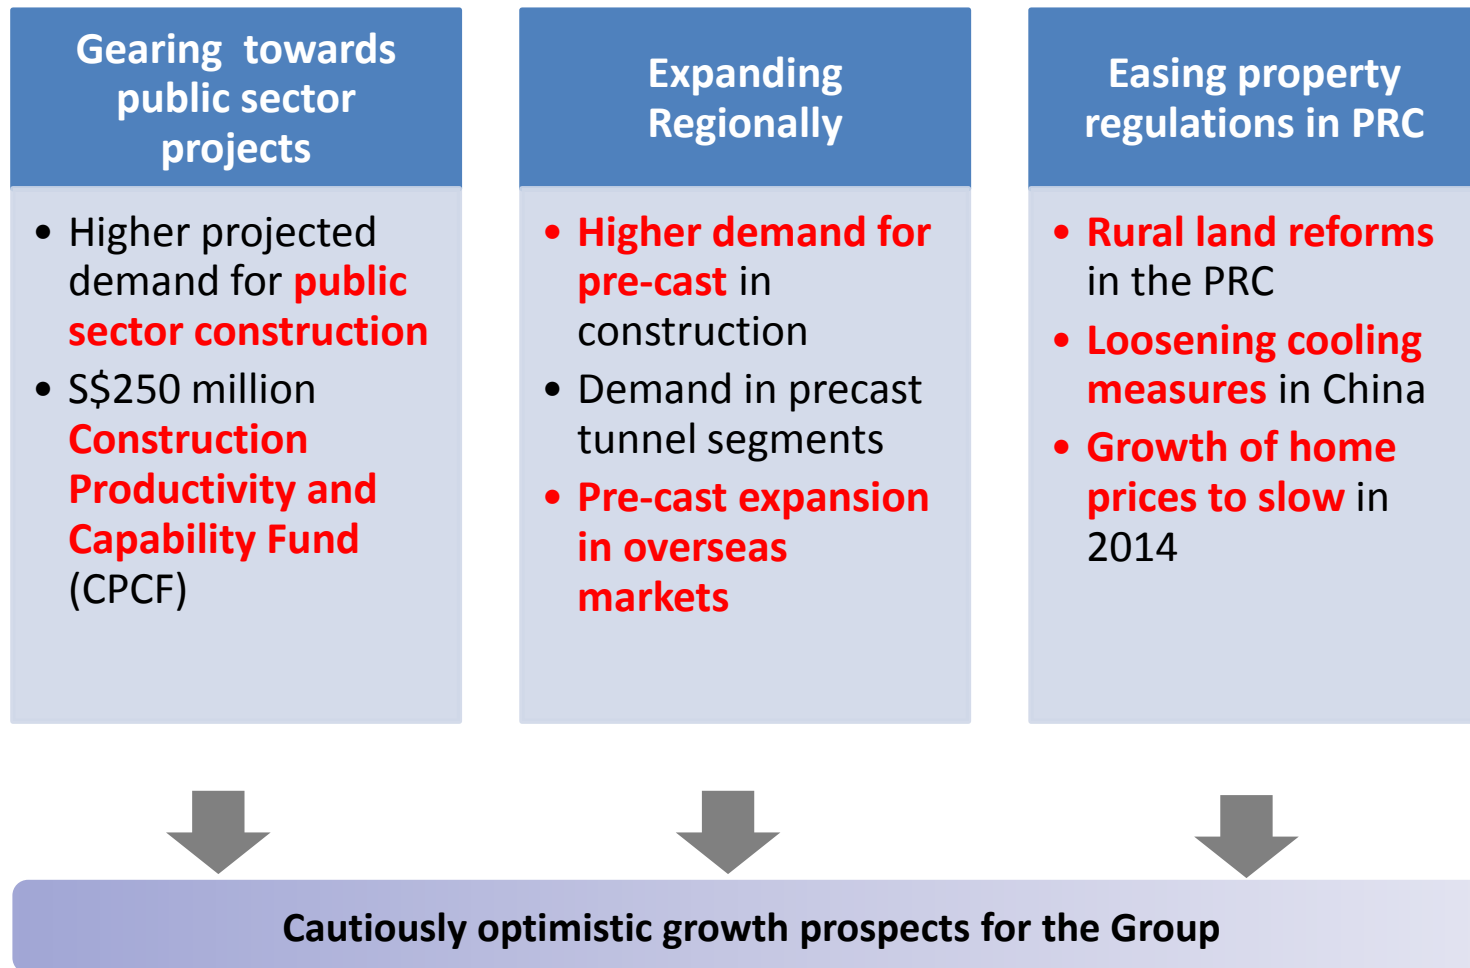 Gearing  towards
public sector
projects
• Higher projected
demand for public
sector construction
• S$250 million
Construction
Productivity and
Capability Fund
(CPCF)
Expanding
Regionally
• Higher demand for
pre-cast in
construction
• Demand in precast
tunnel segments
• Pre-cast expansion
in overseas
markets
Easing property
regulations in PRC
• Rural land reforms
in the PRC
• Loosening cooling
measures in China
• Growth of home
prices to slow in
2014
Cautiously optimistic growth prospects for the Group